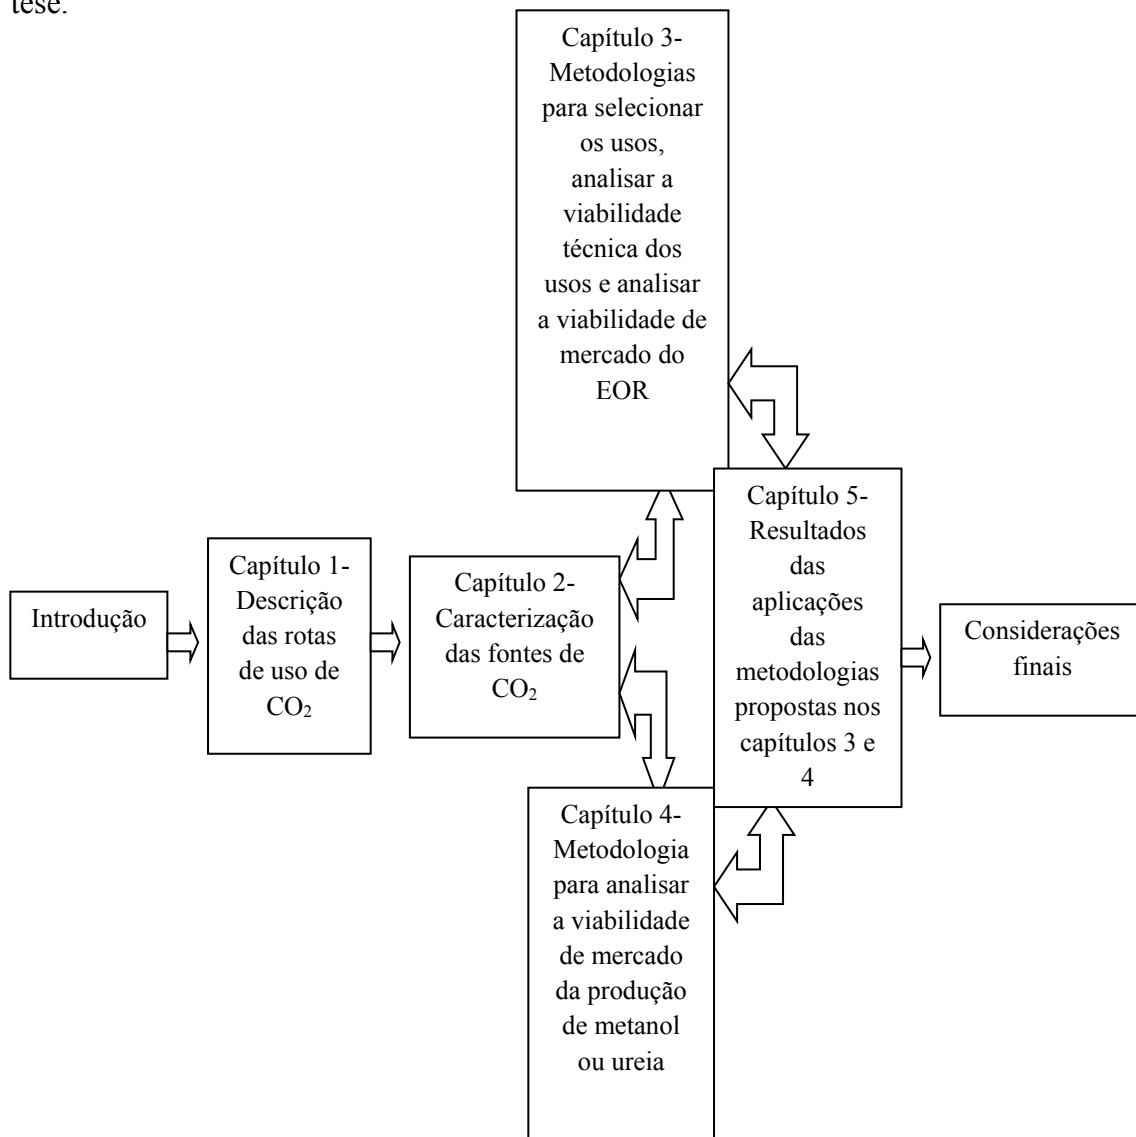 tese.
Introdução
Capítulo 1-
Descrição
das rotas
de uso de
CO₂
Capítulo 2-
Caracterização
das fontes de
CO₂
Capítulo 3-
Metodologias
para selecionar
os usos,
analisar a
viabilidade
técnica dos
usos e analisar
a viabilidade de
mercado do
EOR
Capítulo 4-
Metodologia
para analisar
a viabilidade
de mercado
da produção
de metanol
ou ureia
Capítulo 5-
Resultados
das
aplicações
das
metodologias
propostas nos
capítulos 3 e
4
Considerações
finais